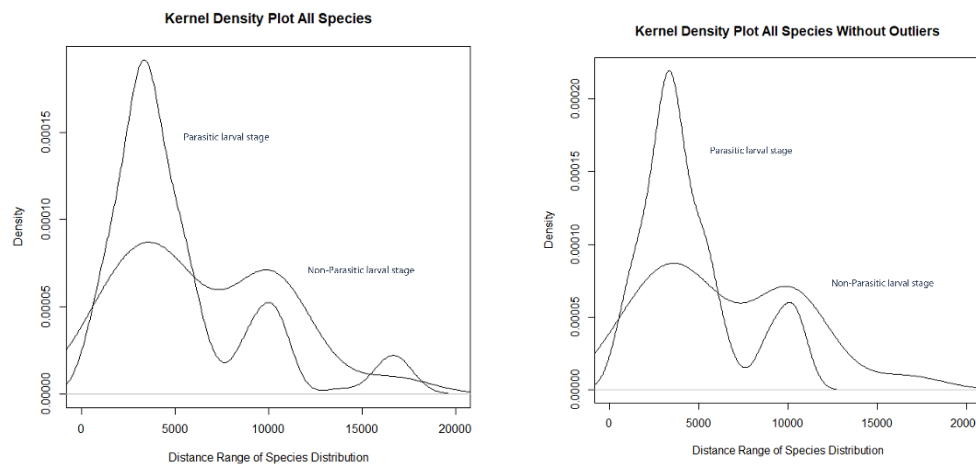 Kernel Density Plot All Species
0.00015
0.00010
0.00005
0.00000
Density
Parasitic larval stage
Non-Parasitic larval stage
0 5000 10000 15000 20000
Distance Range of Species Distribution
Kernel Density Plot All Species Without Outliers
0.00020
0.00015
0.00010
0.00005
0.00000
Density
Parasitic larval stage
Non-Parasitic larval stage
0 5000 10000 15000 20000
Distance Range of Species Distribution